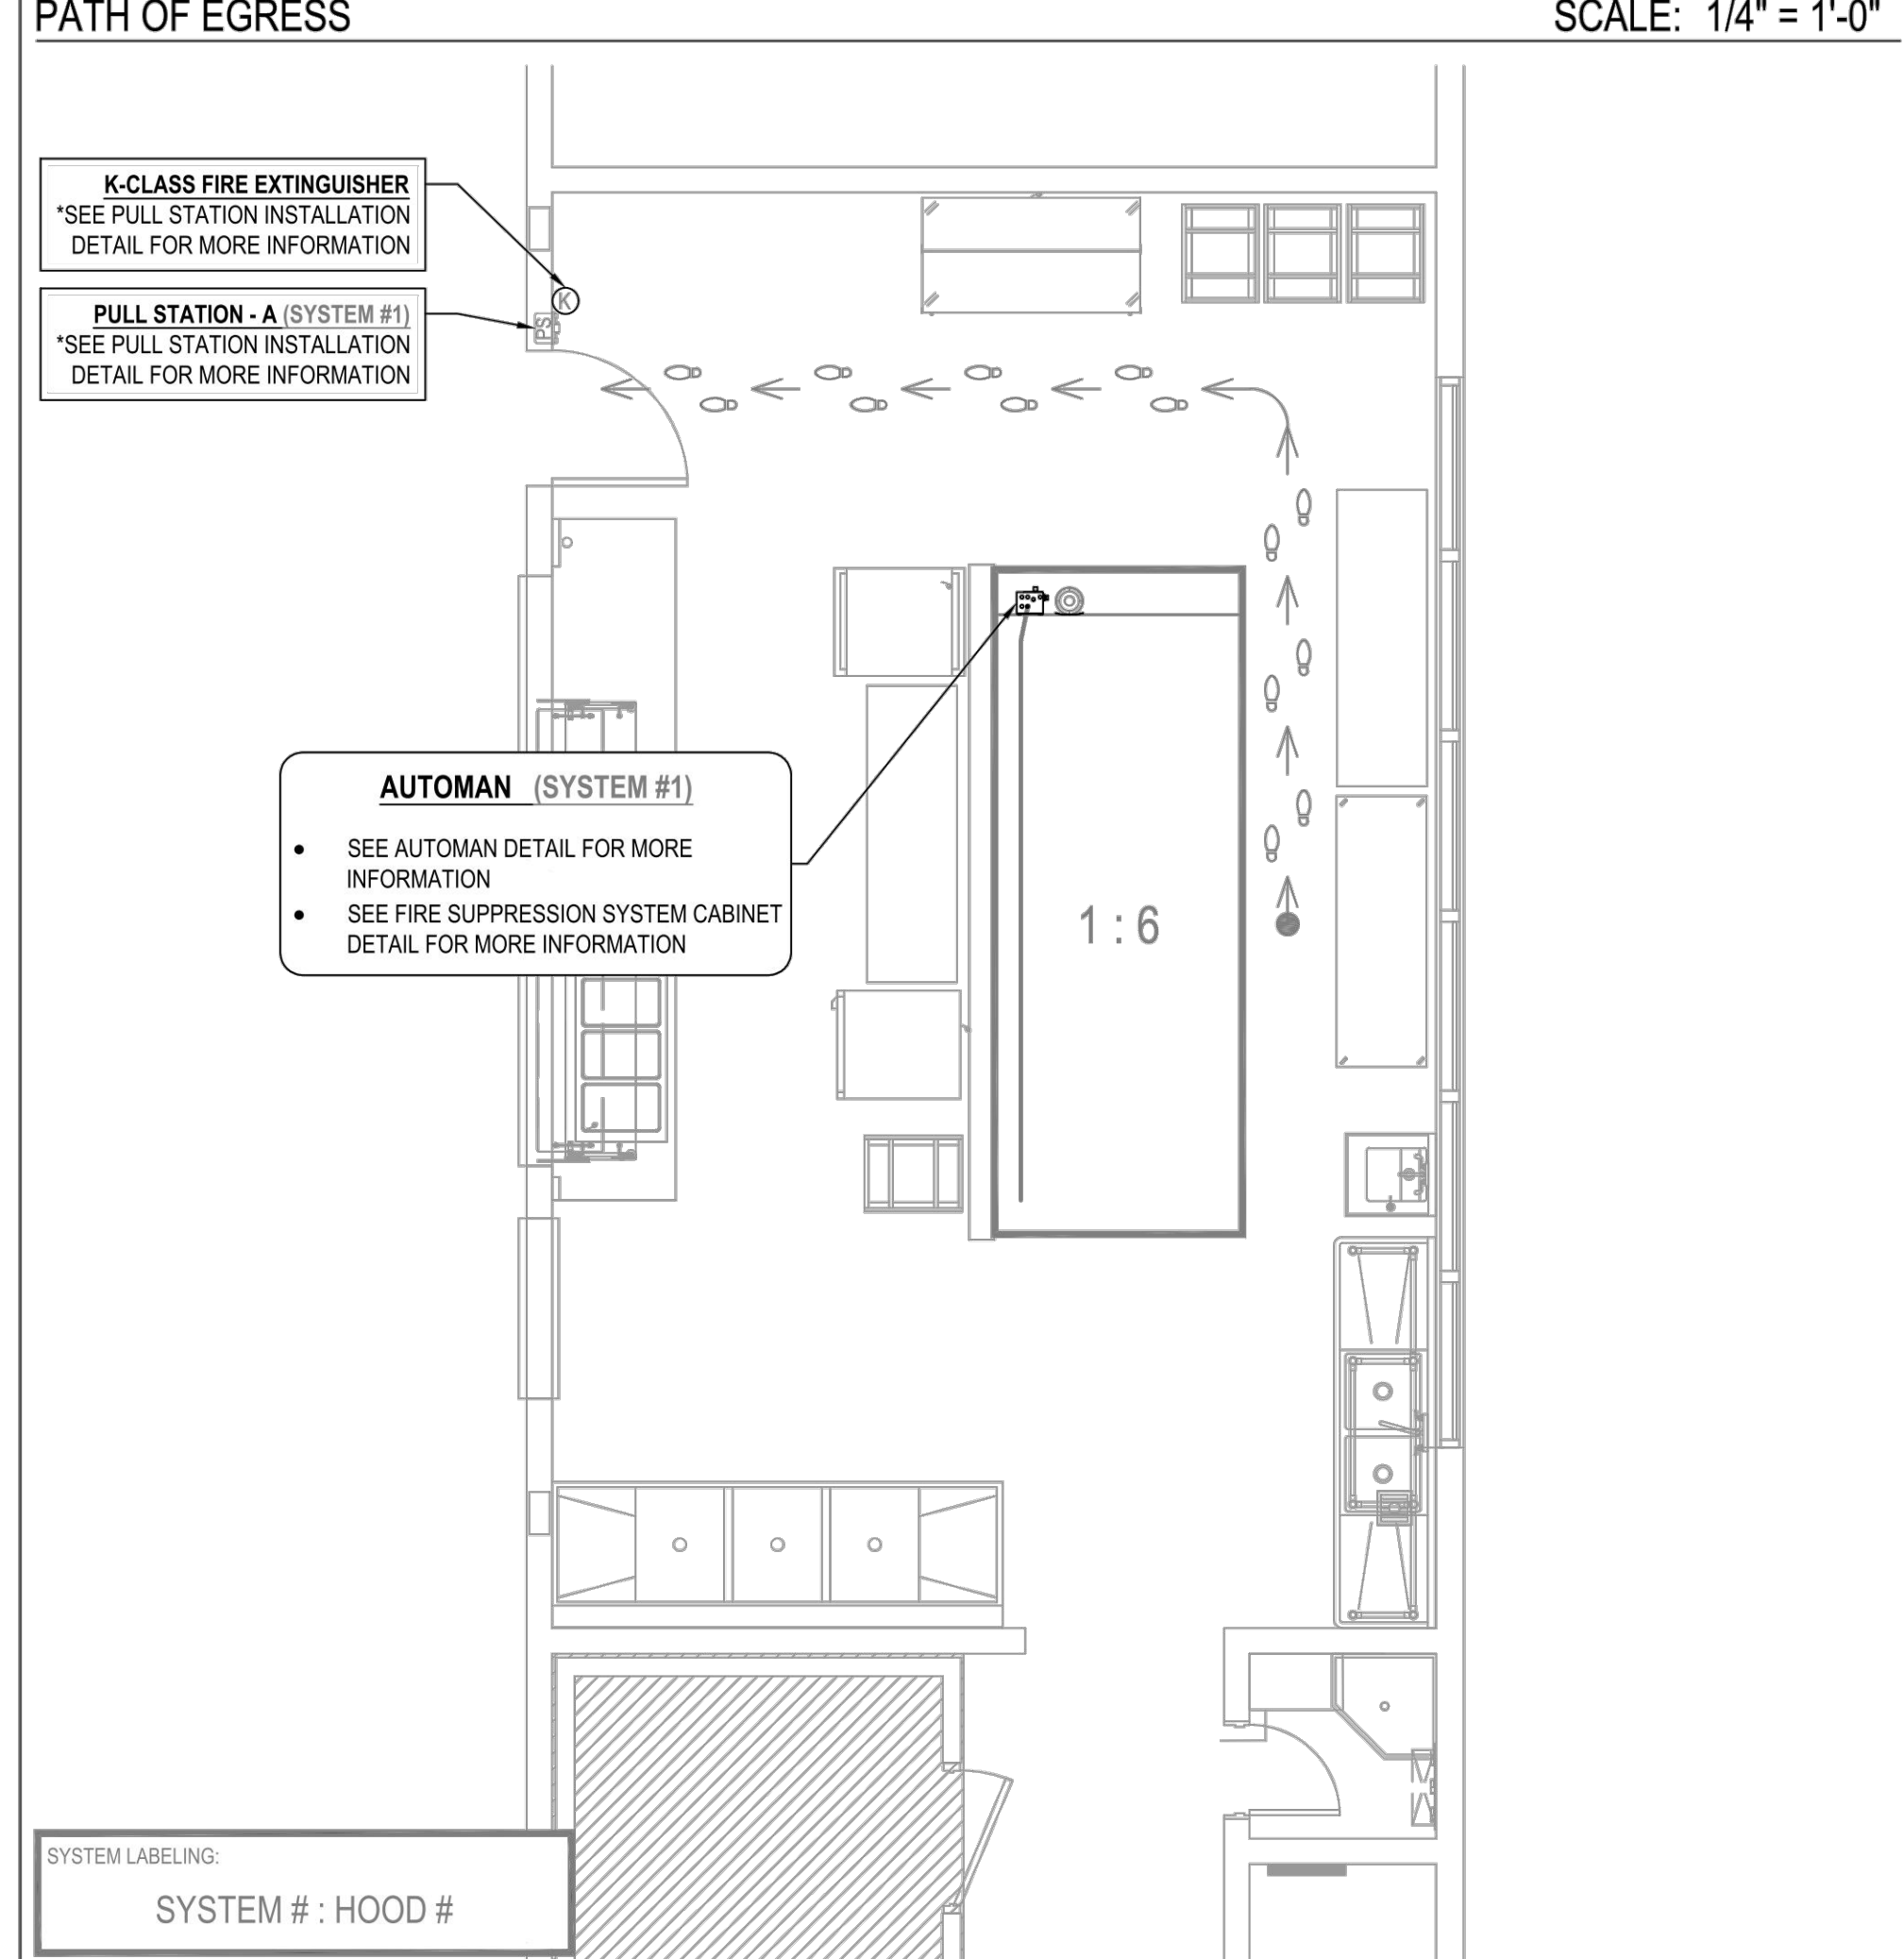 PATH OF EGRESS
SCALE: 1/4" = 1'-0"
K-CLASS FIRE EXTINGUISHER
*SEE PULL STATION INSTALLATION
DETAIL FOR MORE INFORMATION
K
PULL STATION - A (SYSTEM #1)
*SEE PULL STATION INSTALLATION
DETAIL FOR MORE INFORMATION
PS
AUTOMAN (SYSTEM #1)
• SEE AUTOMAN DETAIL FOR MORE
INFORMATION
• SEE FIRE SUPPRESSION SYSTEM CABINET
DETAIL FOR MORE INFORMATION
1 : 6
SYSTEM LABELING:
SYSTEM # : HOOD #